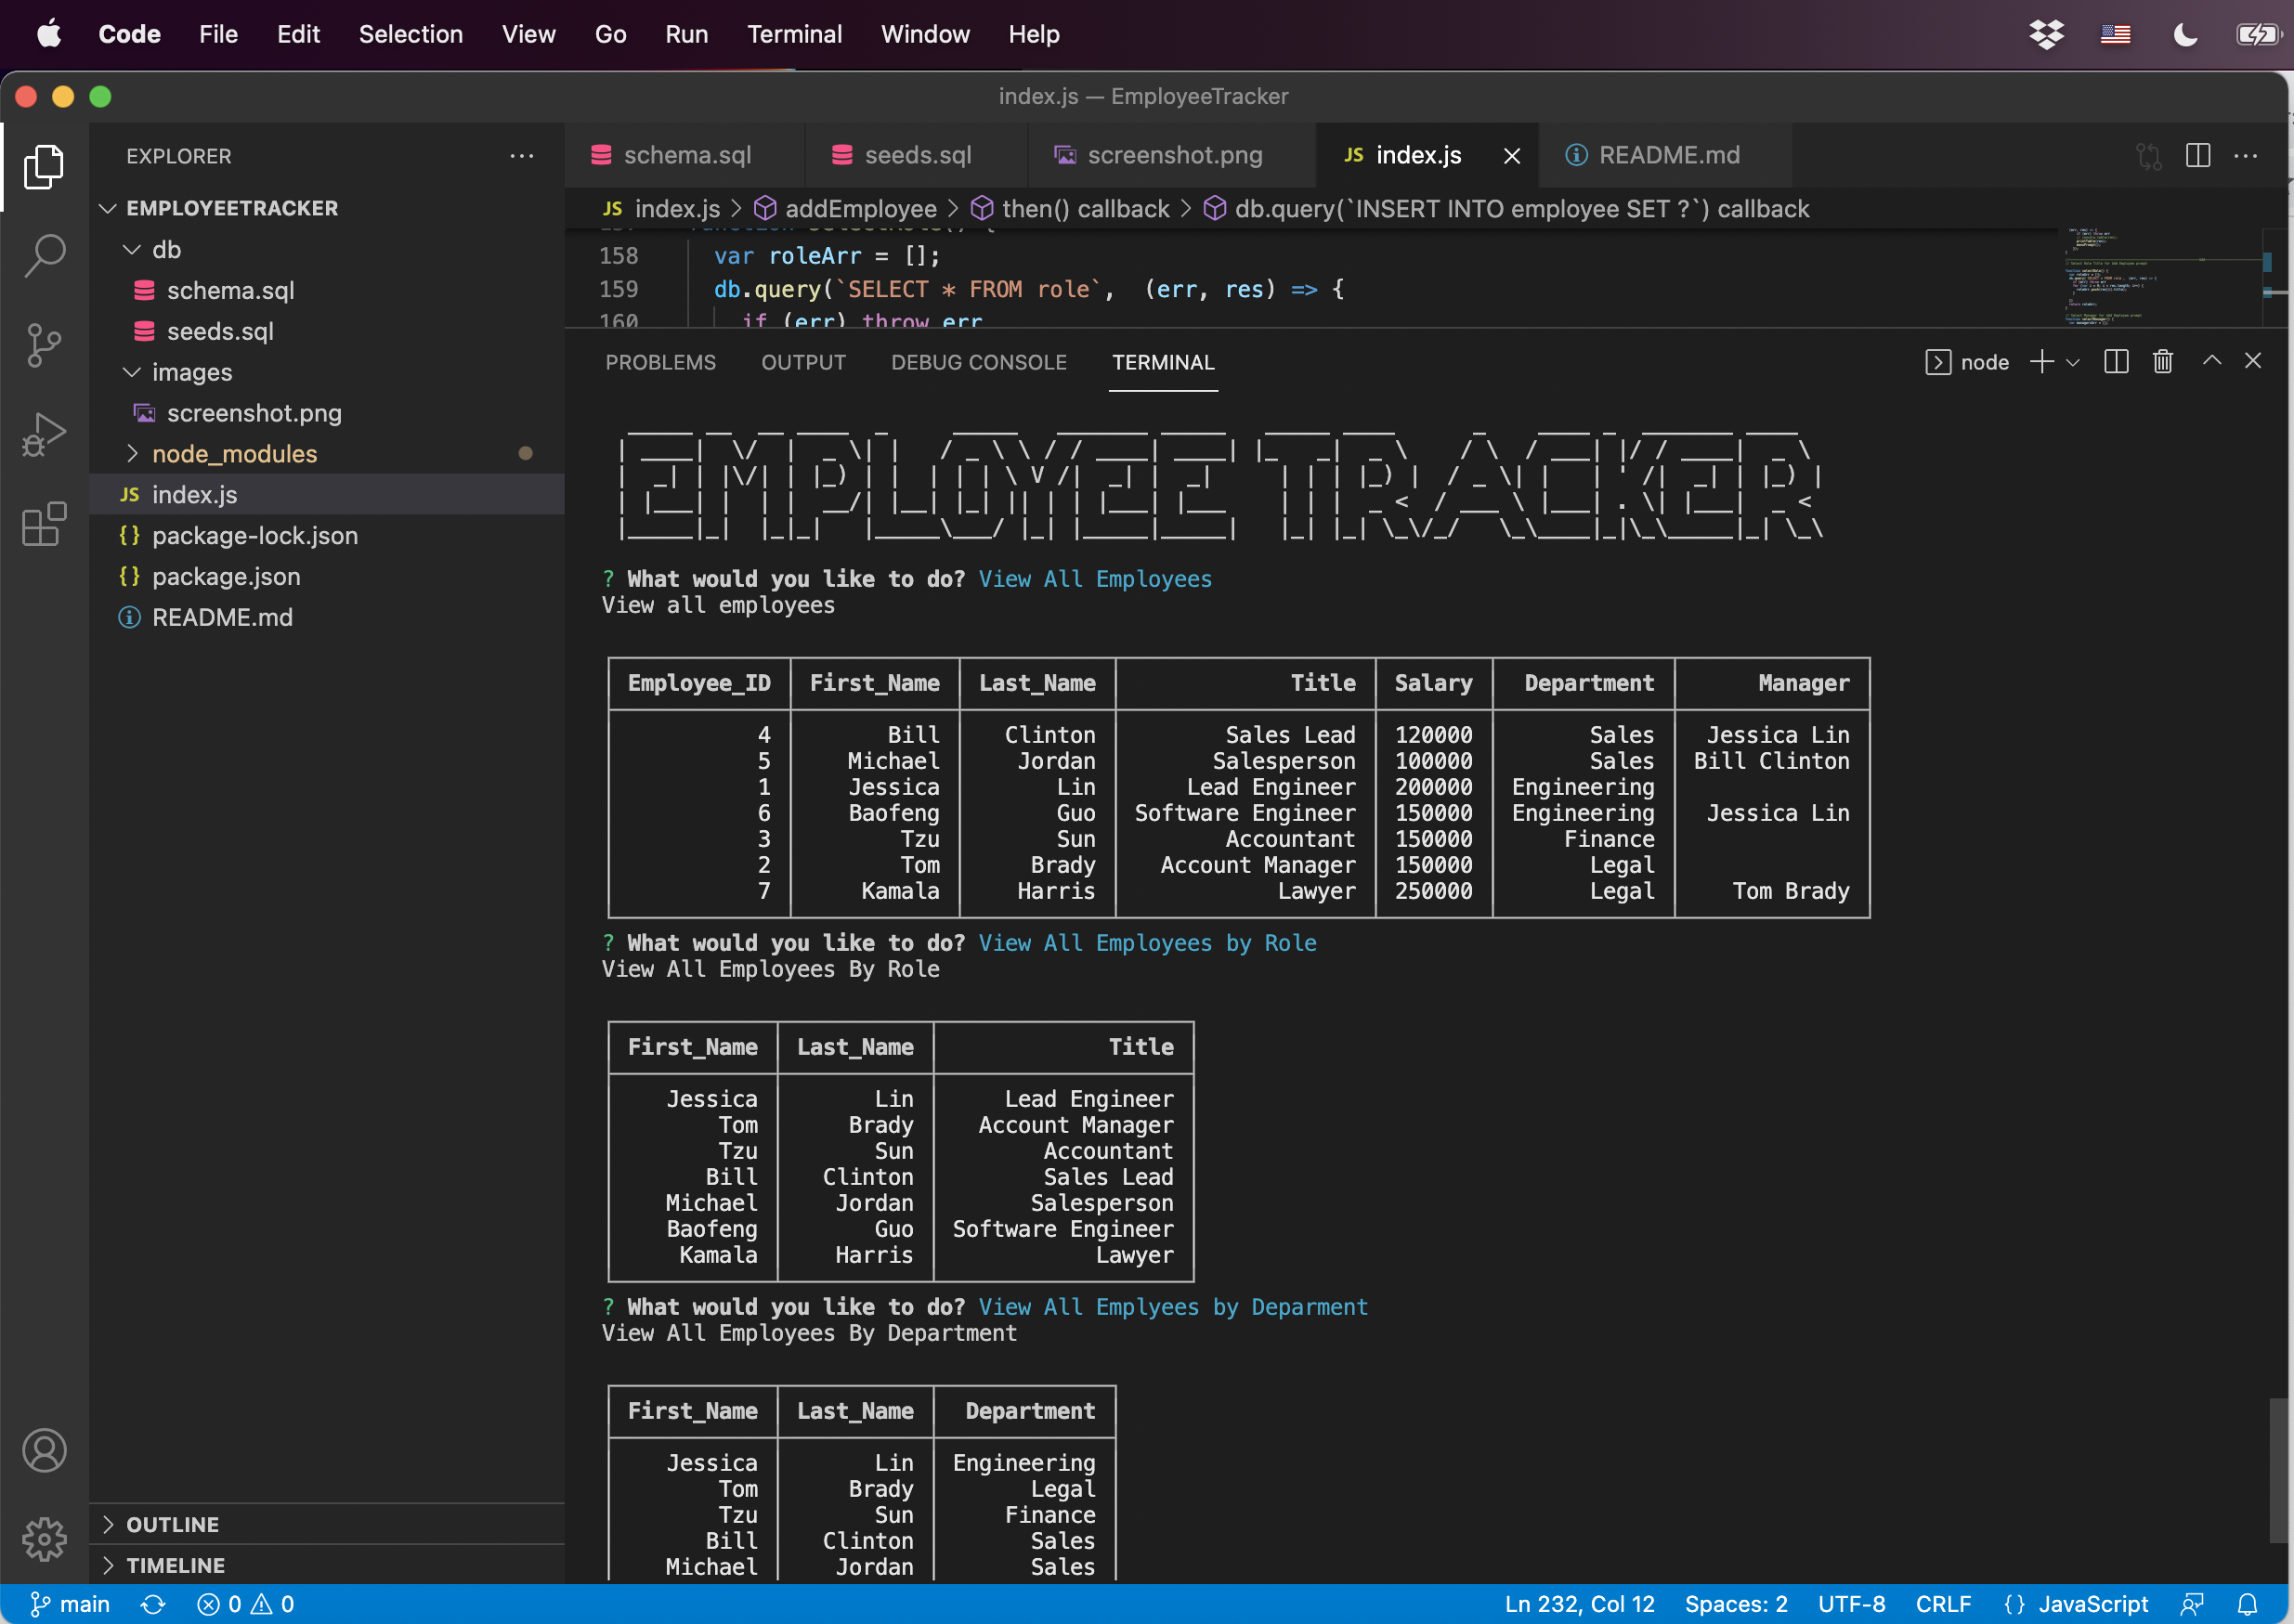 Code File Edit Selection View Go Run Terminal Window Help
index.js — EmployeeTracker
EXPLORER
EMPLOYEETRACKER
db
schema.sql
seeds.sql
images
screenshot.png
node_modules
JS index.js
{} package-lock.json
{} package.json
README.md
OUTLINE
TIMELINE
schema.sql seeds.sql screenshot.png JS index.js README.md
JS index.js > addEmployee > then() callback > db.query(`INSERT INTO employee SET ?`) callback
158 var roleArr = [];
159 db.query(`SELECT * FROM role`, (err, res) => {
160 if (err) throw err
PROBLEMS OUTPUT DEBUG CONSOLE TERMINAL node
EMPLOYEE TRACKER
? What would you like to do? View All Employees
View all employees
Employee_ID First_Name Last_Name Title Salary Department Manager
4 Bill Clinton Sales Lead 120000 Sales Jessica Lin
5 Michael Jordan Salesperson 100000 Sales Bill Clinton
1 Jessica Lin Lead Engineer 200000 Engineering
6 Baofeng Guo Software Engineer 150000 Engineering Jessica Lin
3 Tzu Sun Accountant 150000 Finance
2 Tom Brady Account Manager 150000 Legal
7 Kamala Harris Lawyer 250000 Legal Tom Brady
? What would you like to do? View All Employees by Role
View All Employees By Role
First_Name Last_Name Title
Jessica Lin Lead Engineer
Tom Brady Account Manager
Tzu Sun Accountant
Bill Clinton Sales Lead
Michael Jordan Salesperson
Baofeng Guo Software Engineer
Kamala Harris Lawyer
? What would you like to do? View All Emplyees by Deparment
View All Employees By Department
First_Name Last_Name Department
Jessica Lin Engineering
Tom Brady Legal
Tzu Sun Finance
Bill Clinton Sales
Michael Jordan Sales
main 0 0 Ln 232, Col 12 Spaces: 2 UTF-8 CRLF {} JavaScript